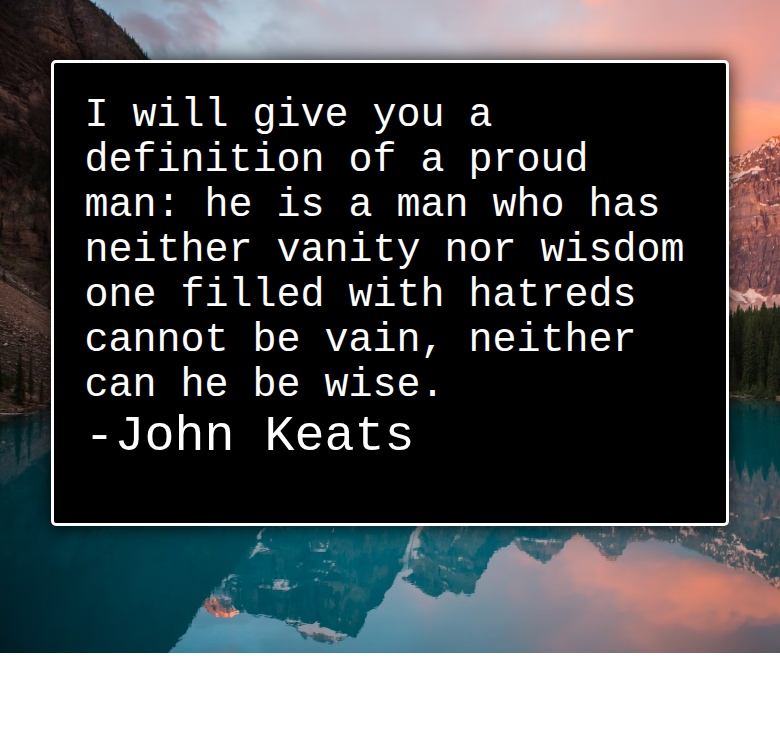 I will give you a
definition of a proud
man: he is a man who has
neither vanity nor wisdom
one filled with hatreds
cannot be vain, neither
can he be wise.
-John Keats